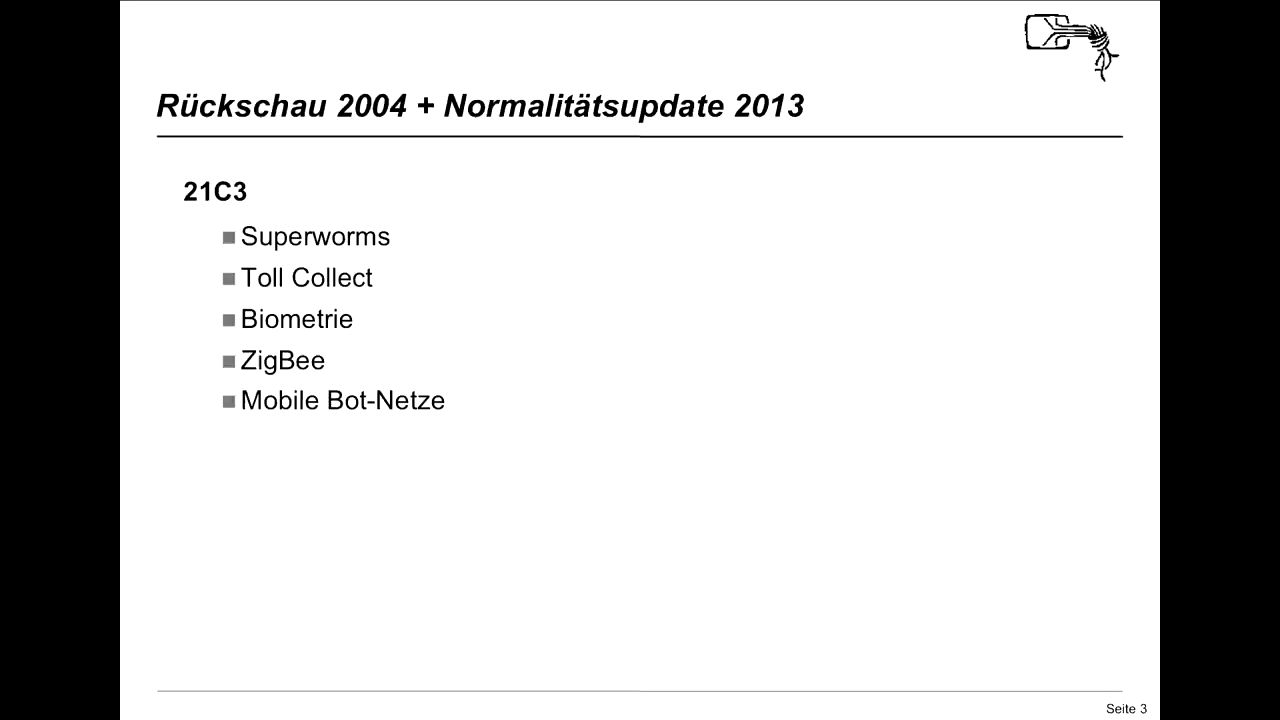 Rückschau 2004 + Normalitätsupdate 2013
21C3
Superworms
Toll Collect
Biometrie
ZigBee
Mobile Bot-Netze
Seite 3